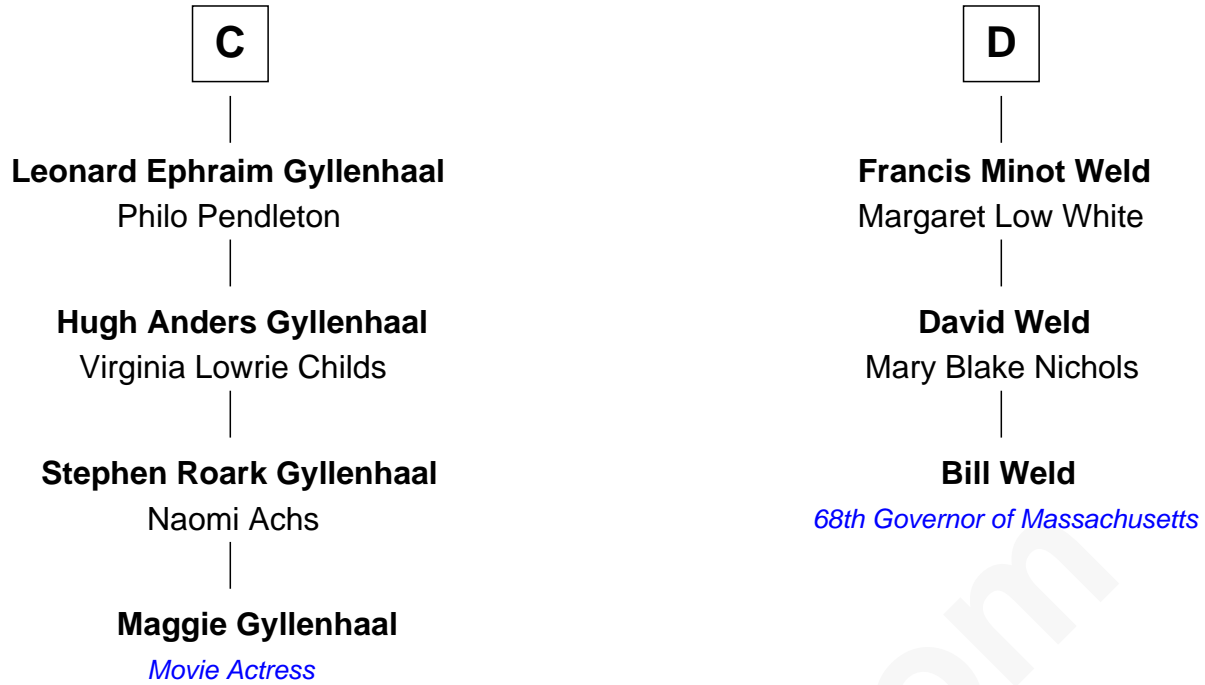 C
Leonard Ephraim Gyllenhaal
Philo Pendleton
Hugh Anders Gyllenhaal
Virginia Lowrie Childs
Stephen Roark Gyllenhaal
Naomi Achs
Maggie Gyllenhaal
Movie Actress
D
Francis Minot Weld
Margaret Low White
David Weld
Mary Blake Nichols
Bill Weld
68th Governor of Massachusetts
om